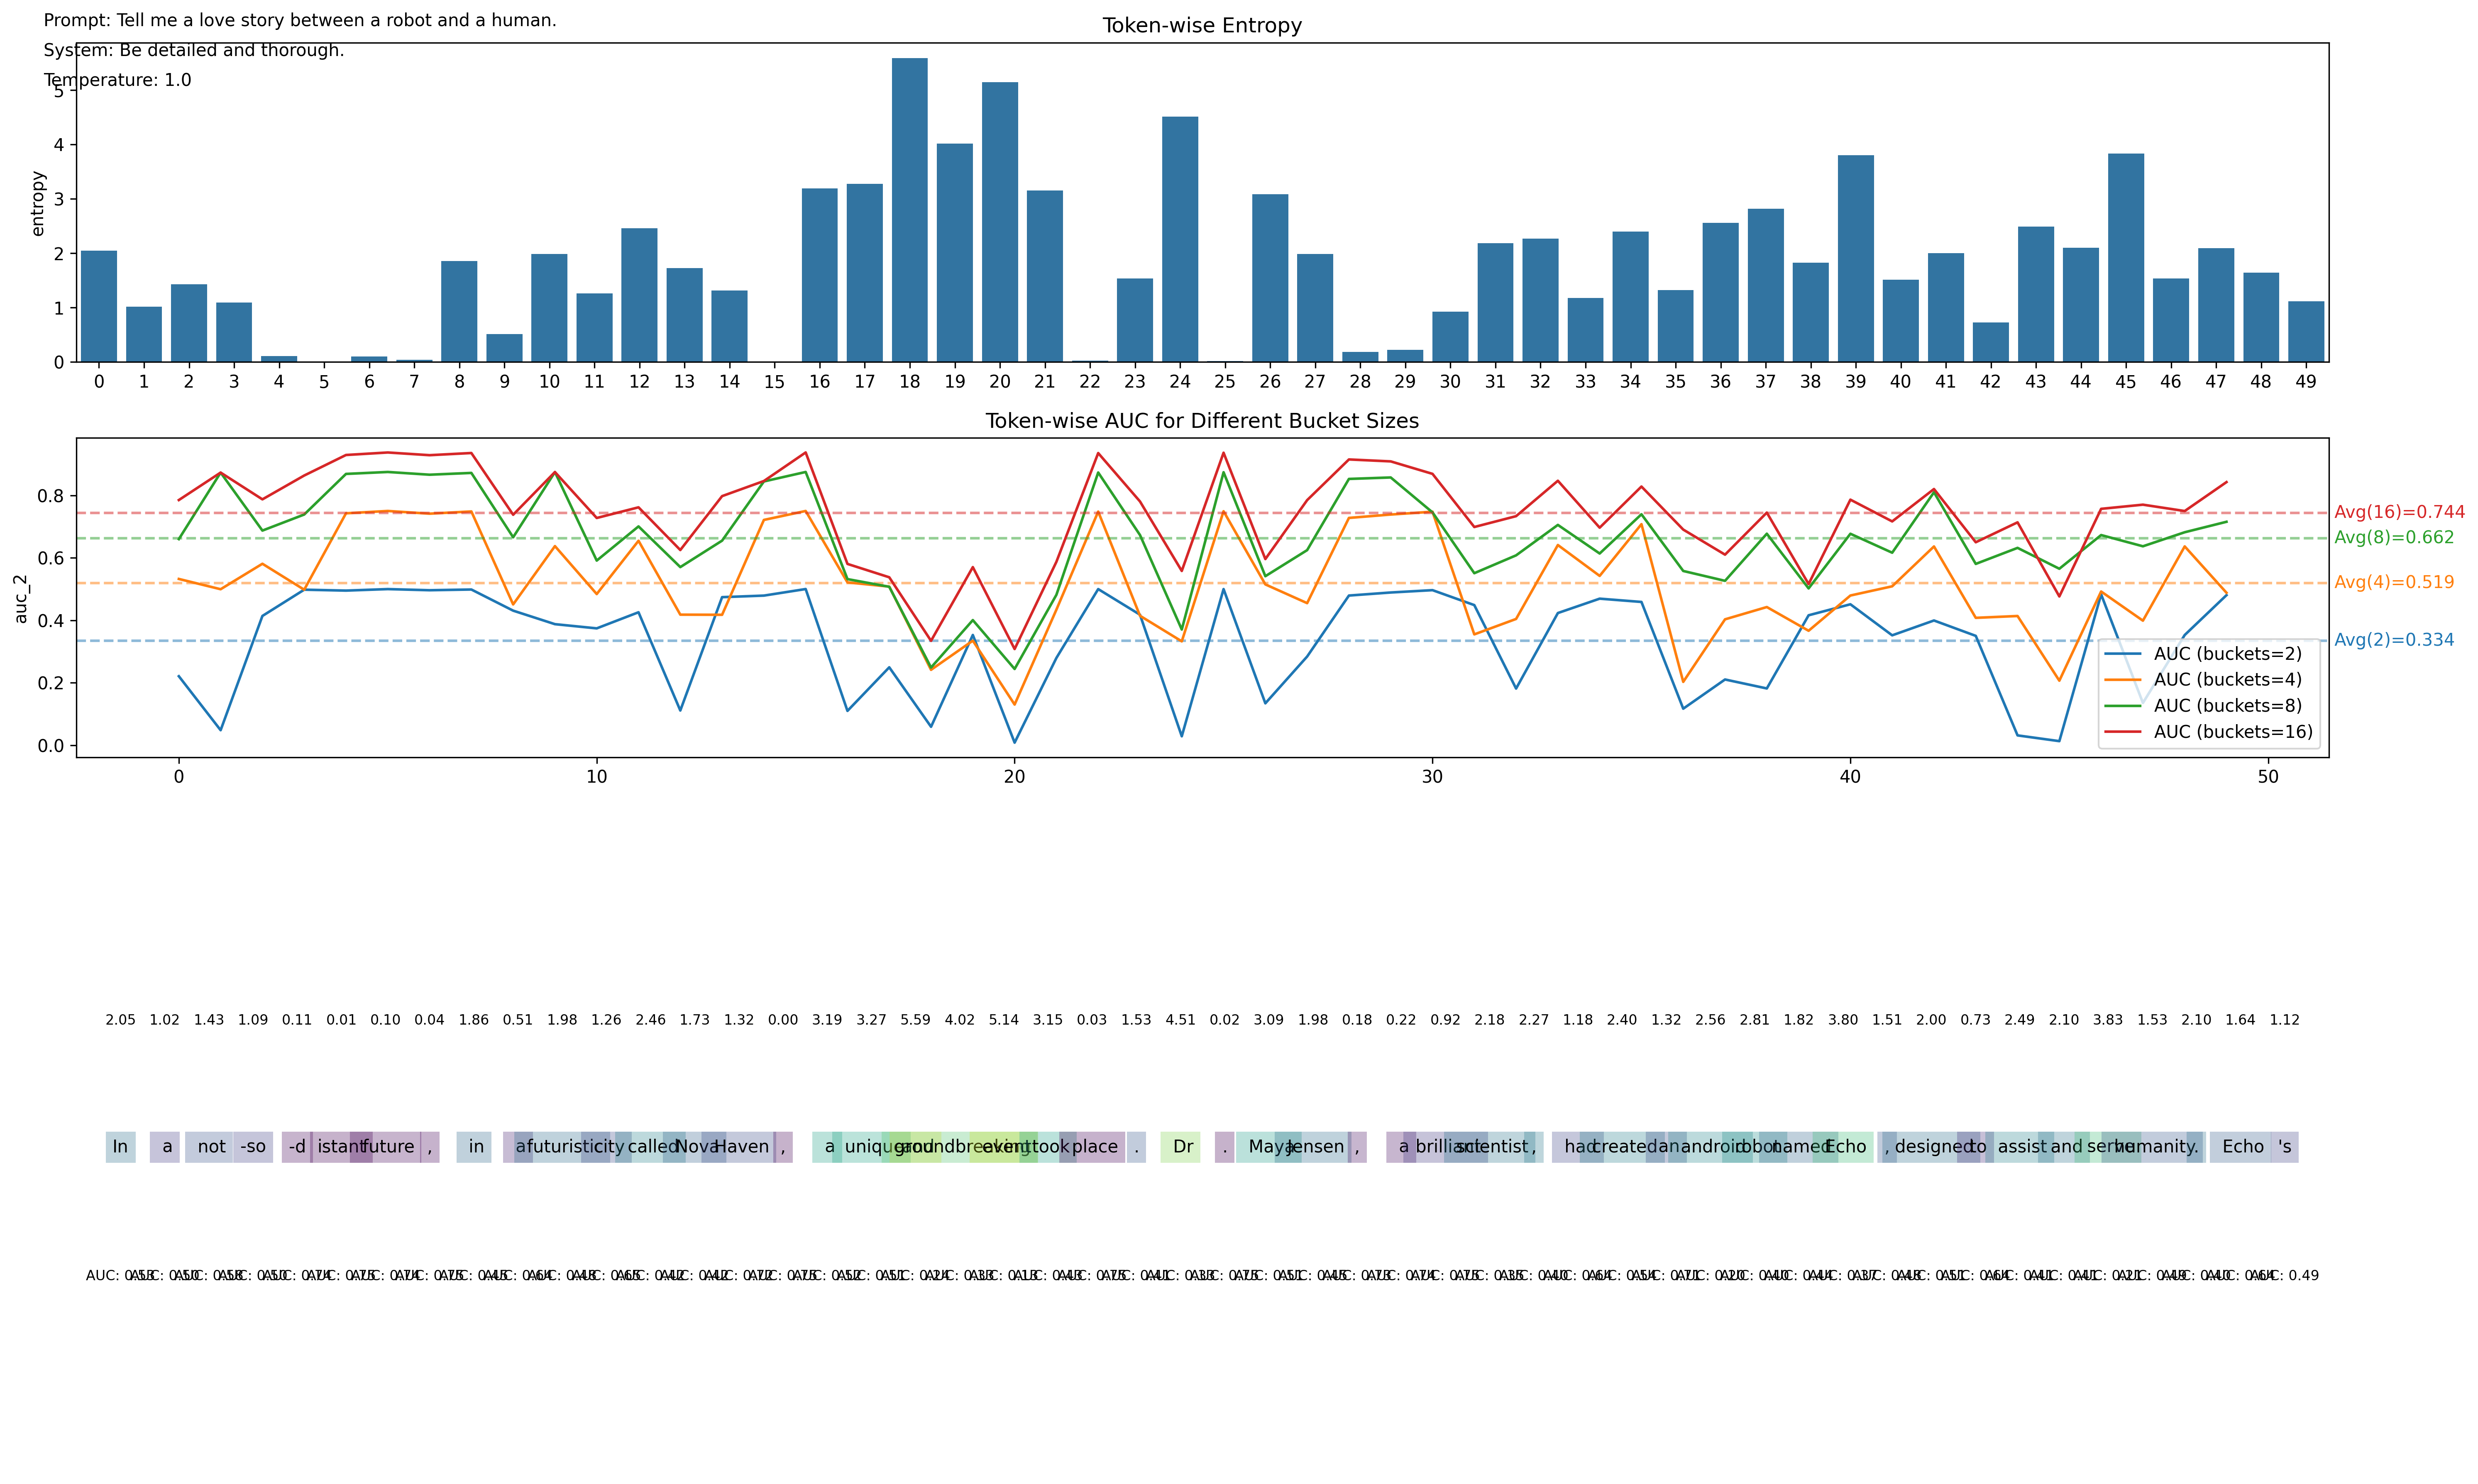 Prompt: Tell me a love story between a robot and a human.
System: Be detailed and thorough.
Temperature: 1.0
Token-wise Entropy
entropy
5
4
3
2
1
0
0 1 2 3 4 5 6 7 8 9 10 11 12 13 14 15 16 17 18 19 20 21 22 23 24 25 26 27 28 29 30 31 32 33 34 35 36 37 38 39 40 41 42 43 44 45 46 47 48 49
Token-wise AUC for Different Bucket Sizes
auc_2
0.8
0.6
0.4
0.2
0.0
Avg(16)=0.744
Avg(8)=0.662
Avg(4)=0.519
Avg(2)=0.334
AUC (buckets=2)
AUC (buckets=4)
AUC (buckets=8)
AUC (buckets=16)
0 10 20 30 40 50
2.05 1.02 1.43 1.09 0.11 0.01 0.10 0.04 1.86 0.51 1.98 1.26 2.46 1.73 1.32 0.00 3.19 3.27 5.59 4.02 5.14 3.15 0.03 1.53 4.51 0.02 3.09 1.98 0.18 0.22 0.92 2.18 2.27 1.18 2.40 1.32 2.56 2.81 1.82 3.80 1.51 2.00 0.73 2.49 2.10 3.83 1.53 2.10 1.64 1.12
In a not -so -d istant future , in a futuristic city called Nova Haven , a unique and groundbreaking event took place . Dr . Maya Jensen , a brilliant scientist , had created an android robot named Echo , designed to assist and serve humanity . Echo 's
AUC: 0.49